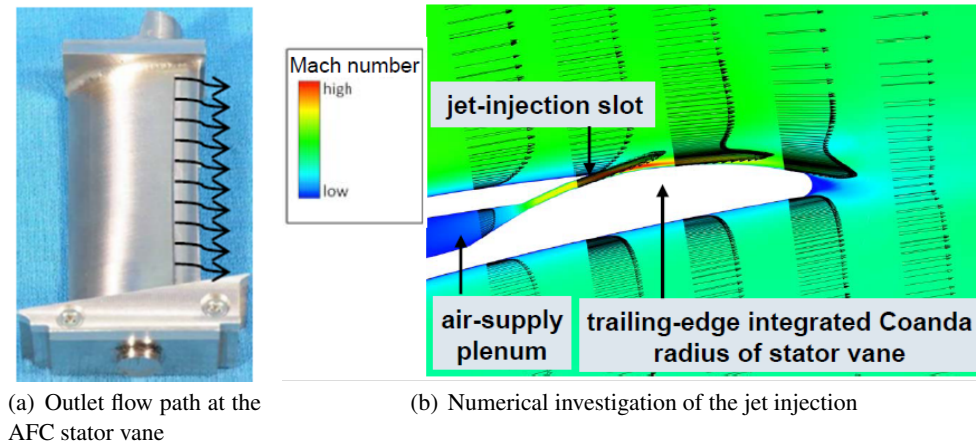 Mach number
high
low
jet-injection slot
air-supply
plenum
trailing-edge integrated Coanda
radius of stator vane
(a) Outlet flow path at the
AFC stator vane
(b) Numerical investigation of the jet injection